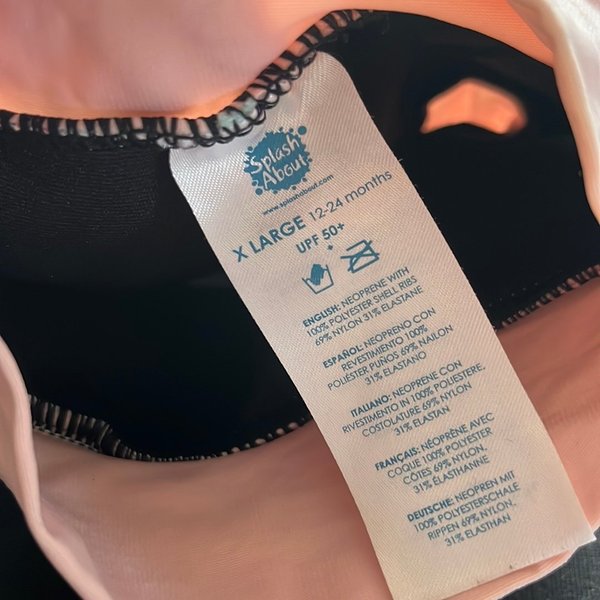 Splash
About
www.splashabout.com
X LARGE 12-24 months
UPF 50+
ENGLISH: NEOPRENE WITH
100% POLYESTER SHELL RIBS
69% NYLON 31% ELASTANE
ESPAÑOL: NEOPRENO CON
REVESTIMIENTO 100%
POLIÉSTER PUÑOS 69% NAILON
31% ELASTANO
ITALIANO: NEOPRENE CON
RIVESTIMENTO IN 100% POLIESTERE,
COSTOLATURE 69% NYLON
31% ELASTAN
FRANÇAIS: NÉOPRÈNE AVEC
COQUE 100% POLYESTER
CÔTES 69% NYLON,
31% ÉLASTHANNE
DEUTSCHE: NEOPREN MIT
100% POLYESTERSCHALE
RIPPEN 69% NYLON,
31% ELASTHAN